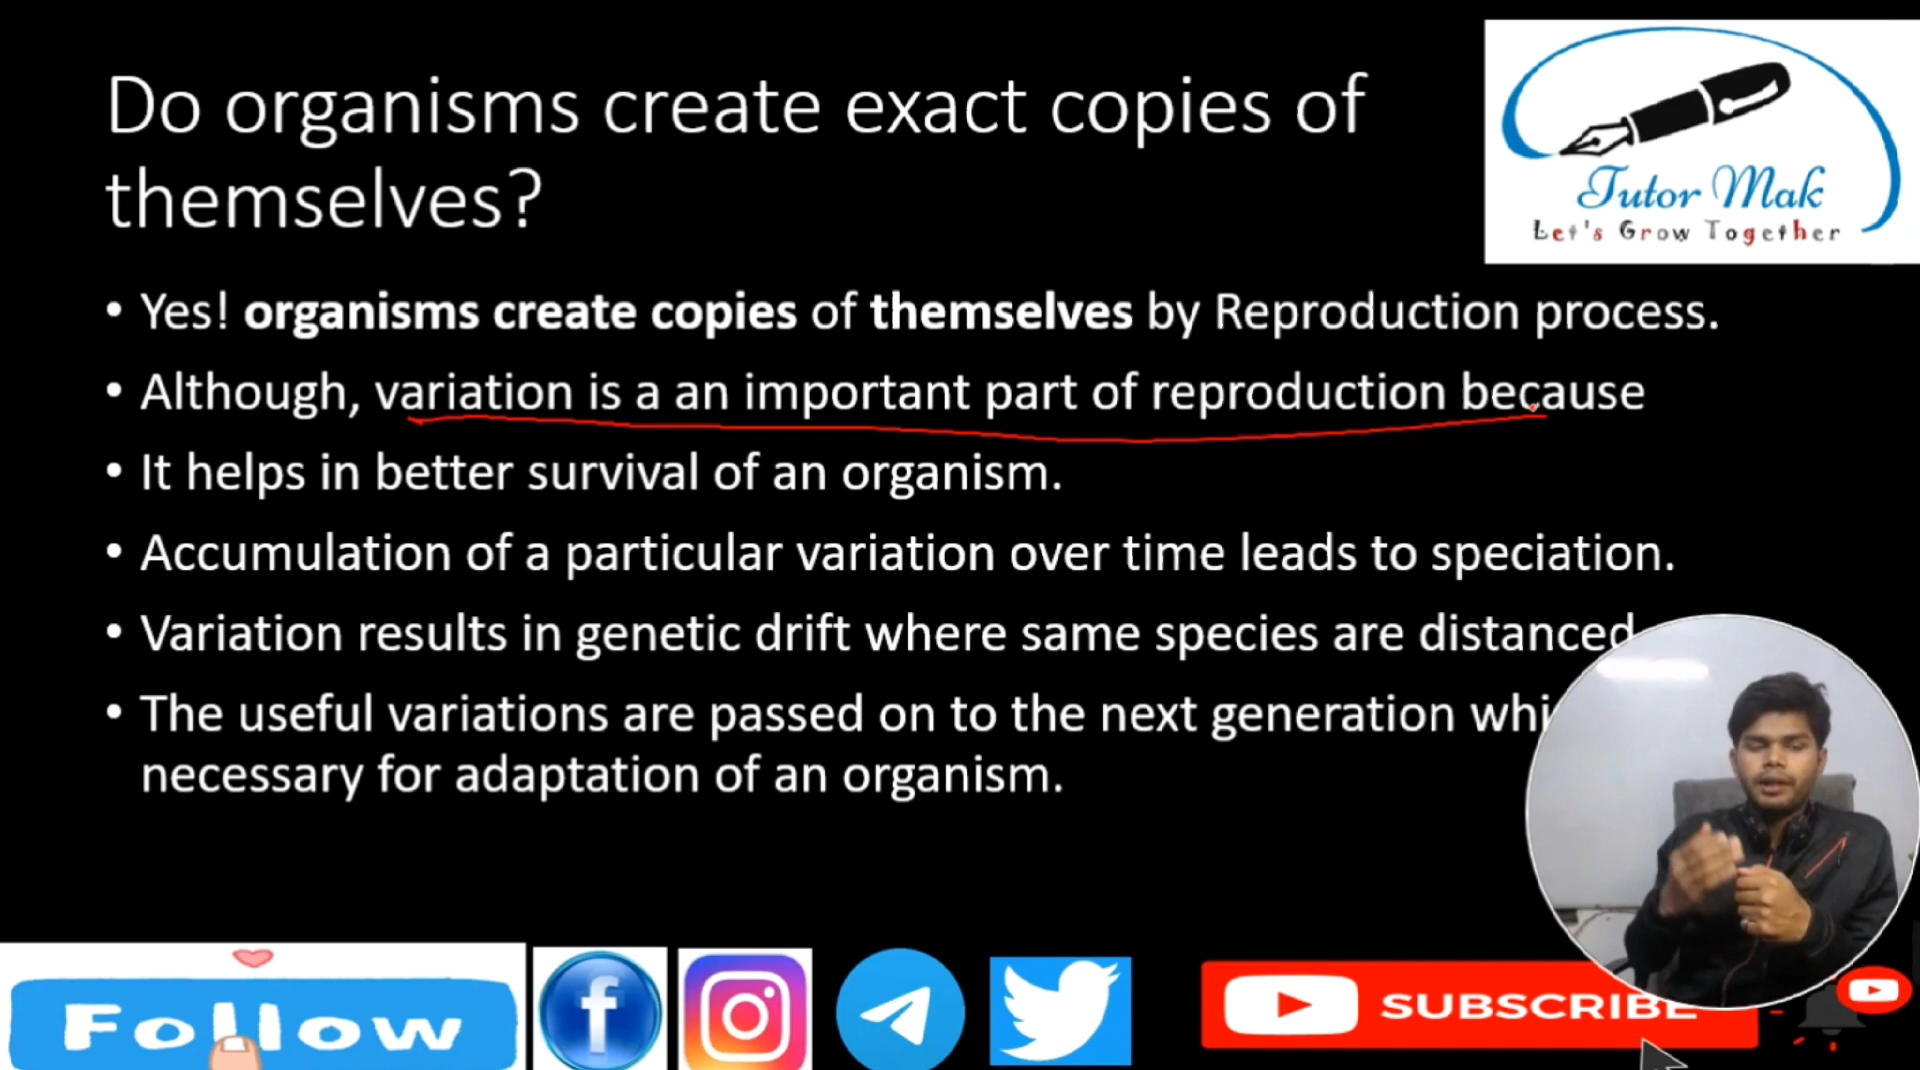 Do organisms create exact copies of
themselves?
Tutor Mak
Let's Grow Together
• Yes! organisms create copies of themselves by Reproduction process.
• Although, variation is a an important part of reproduction because
• It helps in better survival of an organism.
• Accumulation of a particular variation over time leads to speciation.
• Variation results in genetic drift where same species are distanced
• The useful variations are passed on to the next generation
necessary for adaptation of an organism.
Follow
SUBSCRIBE